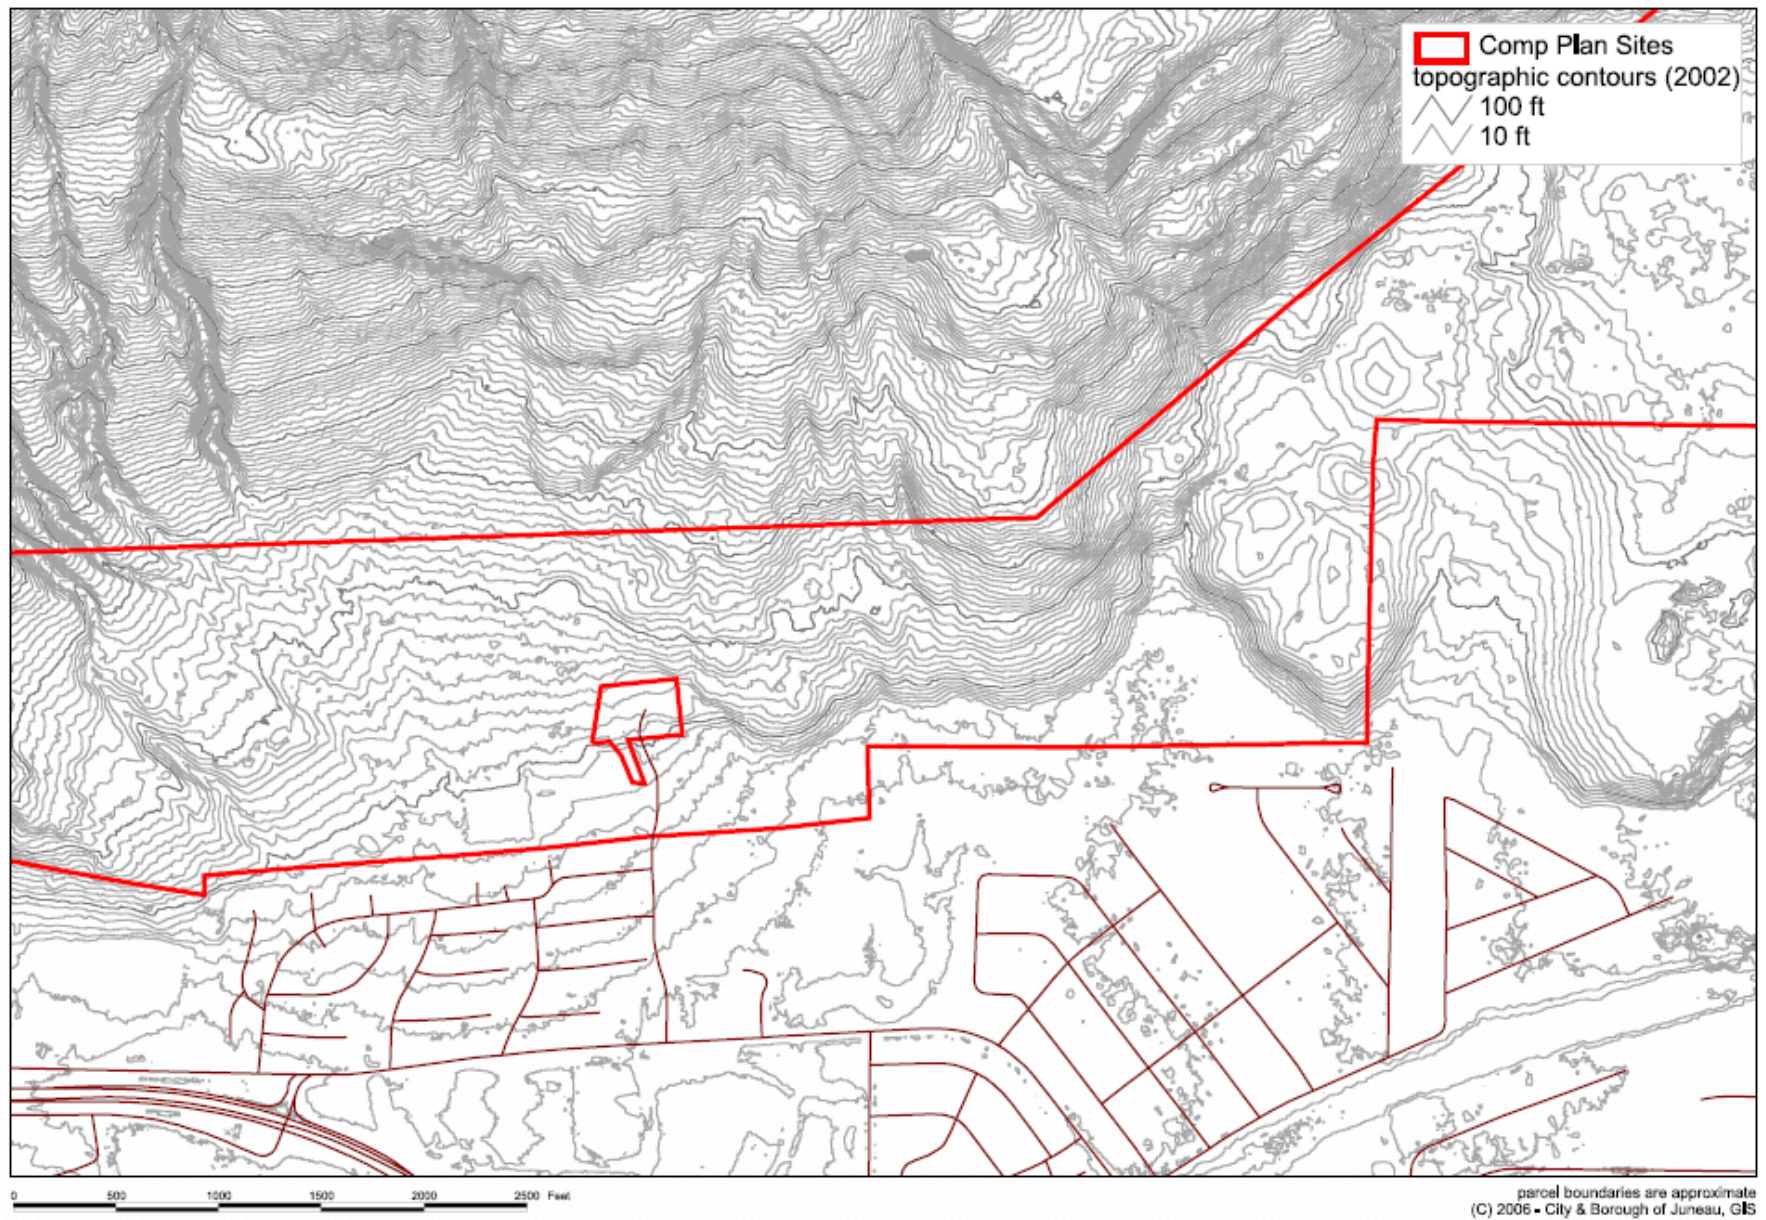 Comp Plan Sites
topographic contours (2002)
100 ft
10 ft
0 500 1000 1500 2000 2500 Feet
parcel boundaries are approximate
(C) 2006 - City & Borough of Juneau, GIS